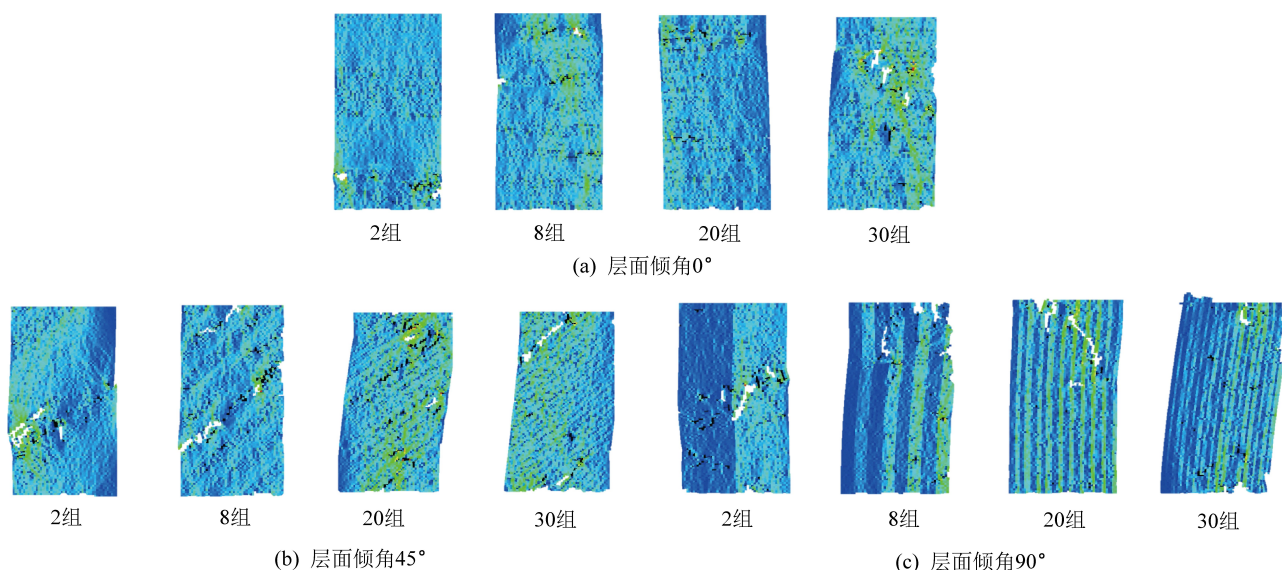 2组 8组 20组 30组
(a) 层面倾角0°
2组 8组 20组 30组 2组 8组 20组 30组
(b) 层面倾角45° (c) 层面倾角90°